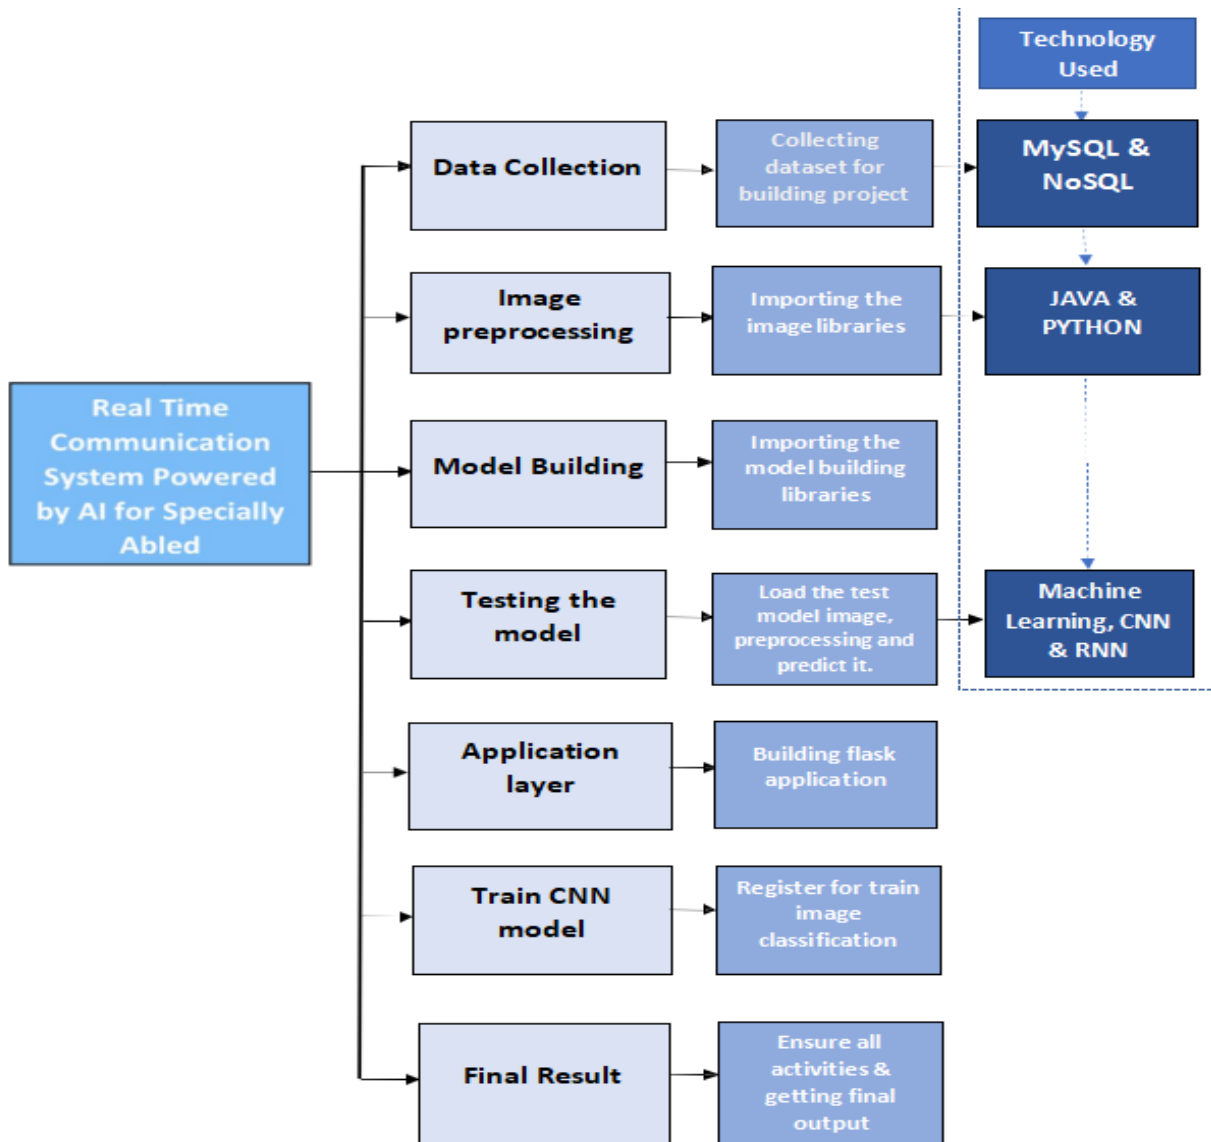 Technology
Used
Data Collection
Collecting
dataset for
building project
MySQL &
NoSQL
Image
preprocessing
Importing the
image libraries
JAVA &
PYTHON
Real Time
Communication
System Powered
by AI for Specially
Abled
Model Building
Importing the
model building
libraries
Testing the
model
Load the test
model image,
preprocessing and
predict it.
Machine
Learning, CNN
& RNN
Application
layer
Building flask
application
Train CNN
model
Register for train
image
classification
Final Result
Ensure all
activities &
getting final
output